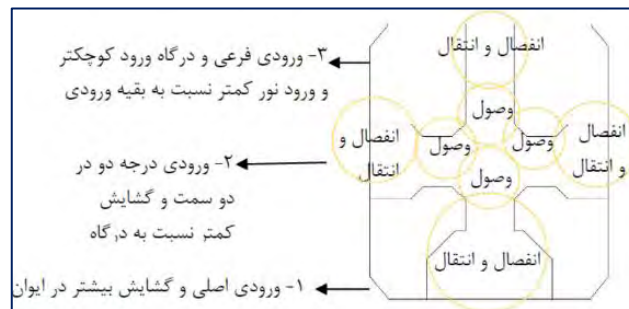 ۳- ورودی فرعی و درگاه ورود کوچکتر
و ورود نور کمتر نسبت به بقیه ورودی
۲- ورودی درجه دو در
دو سمت و گشایش
کمتر نسبت به درگاه
۱- ورودی اصلی و گشایش بیشتر در ایوان
انفصال و انتقال
وصول
انفصال
و انتقال
وصول
وصول
انفصال و
انتقال
وصول
انفصال و انتقال